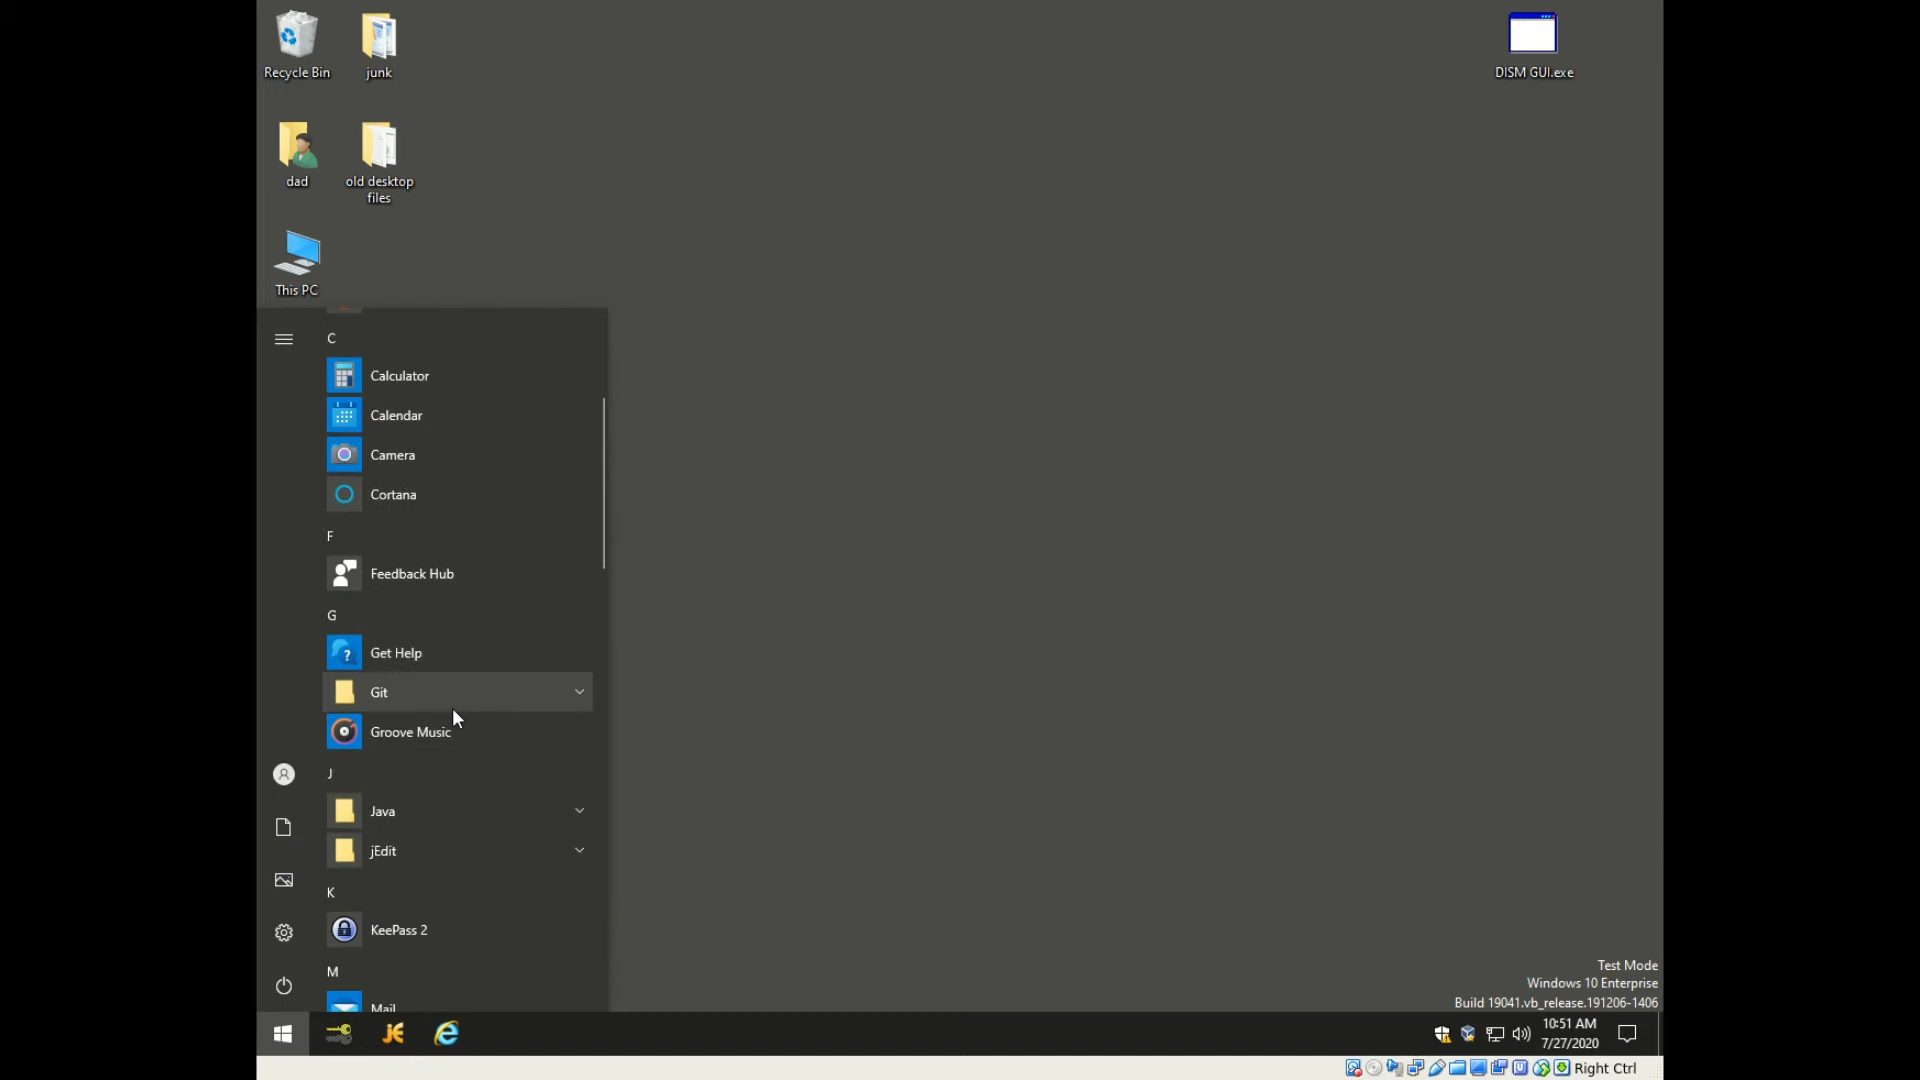 Recycle Bin
junk
DISM GUI.exe
dad
old desktop
files
This PC
C
Calculator
Calendar
Camera
Cortana
F
Feedback Hub
G
Get Help
Git
Groove Music
J
Java
jEdit
K
KeePass 2
M
Mail
Test Mode
Windows 10 Enterprise
Build 19041.vb_release.191206-1406
10:51 AM
7/27/2020
Right Ctrl